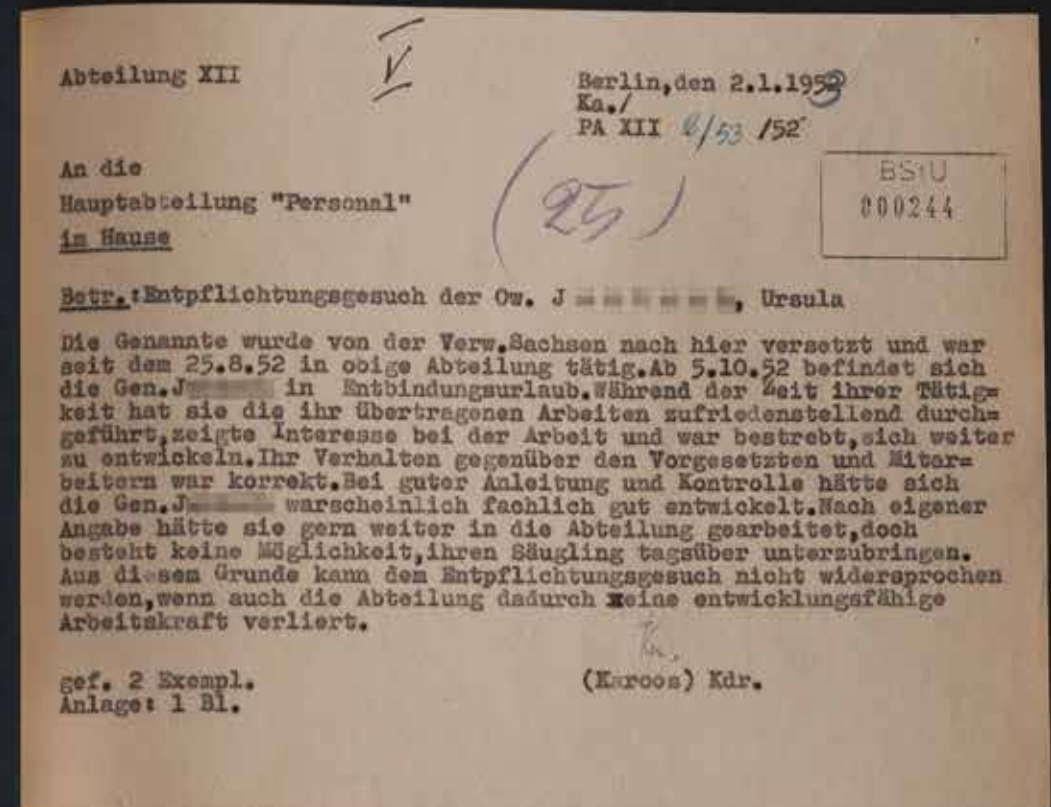 Abteilung XII
V
Berlin,den 2.1.1953
Ka./
PA XII 6/53 /52
An die
Hauptabteilung "Personal"
im Hause
(25)
BStU
000244
Betr.:Entpflichtungsgesuch der Ow. J , Ursula
Die Genannte wurde von der Verw.Sachsen nach hier versetzt und war
seit dem 25.8.52 in obige Abteilung tätig.Ab 5.10.52 befindet sich
die Gen.J in Entbindungsurlaub.Während der Zeit ihrer Tätig=
keit hat sie die ihr übertragenen Arbeiten zufriedenstellend durch=
geführt,zeigte Interesse bei der Arbeit und war bestrebt,sich weiter
zu entwickeln.Ihr Verhalten gegenüber den Vorgesetzten und Mitar=
beitern war korrekt.Bei guter Anleitung und Kontrolle hätte sich
die Gen.J warscheinlich fachlich gut entwickelt.Nach eigener
Angabe hätte sie gern weiter in die Abteilung gearbeitet,doch
besteht keine Möglichkeit,ihren Säugling tagsüber unterzubringen.
Aus diesem Grunde kann dem Entpflichtungsgesuch nicht widersprochen
werden,wenn auch die Abteilung dadurch eine entwicklungsfähige
Arbeitskraft verliert.
gef. 2 Exempl.
(Karoos) Kdr.
Anlage: 1 Bl.